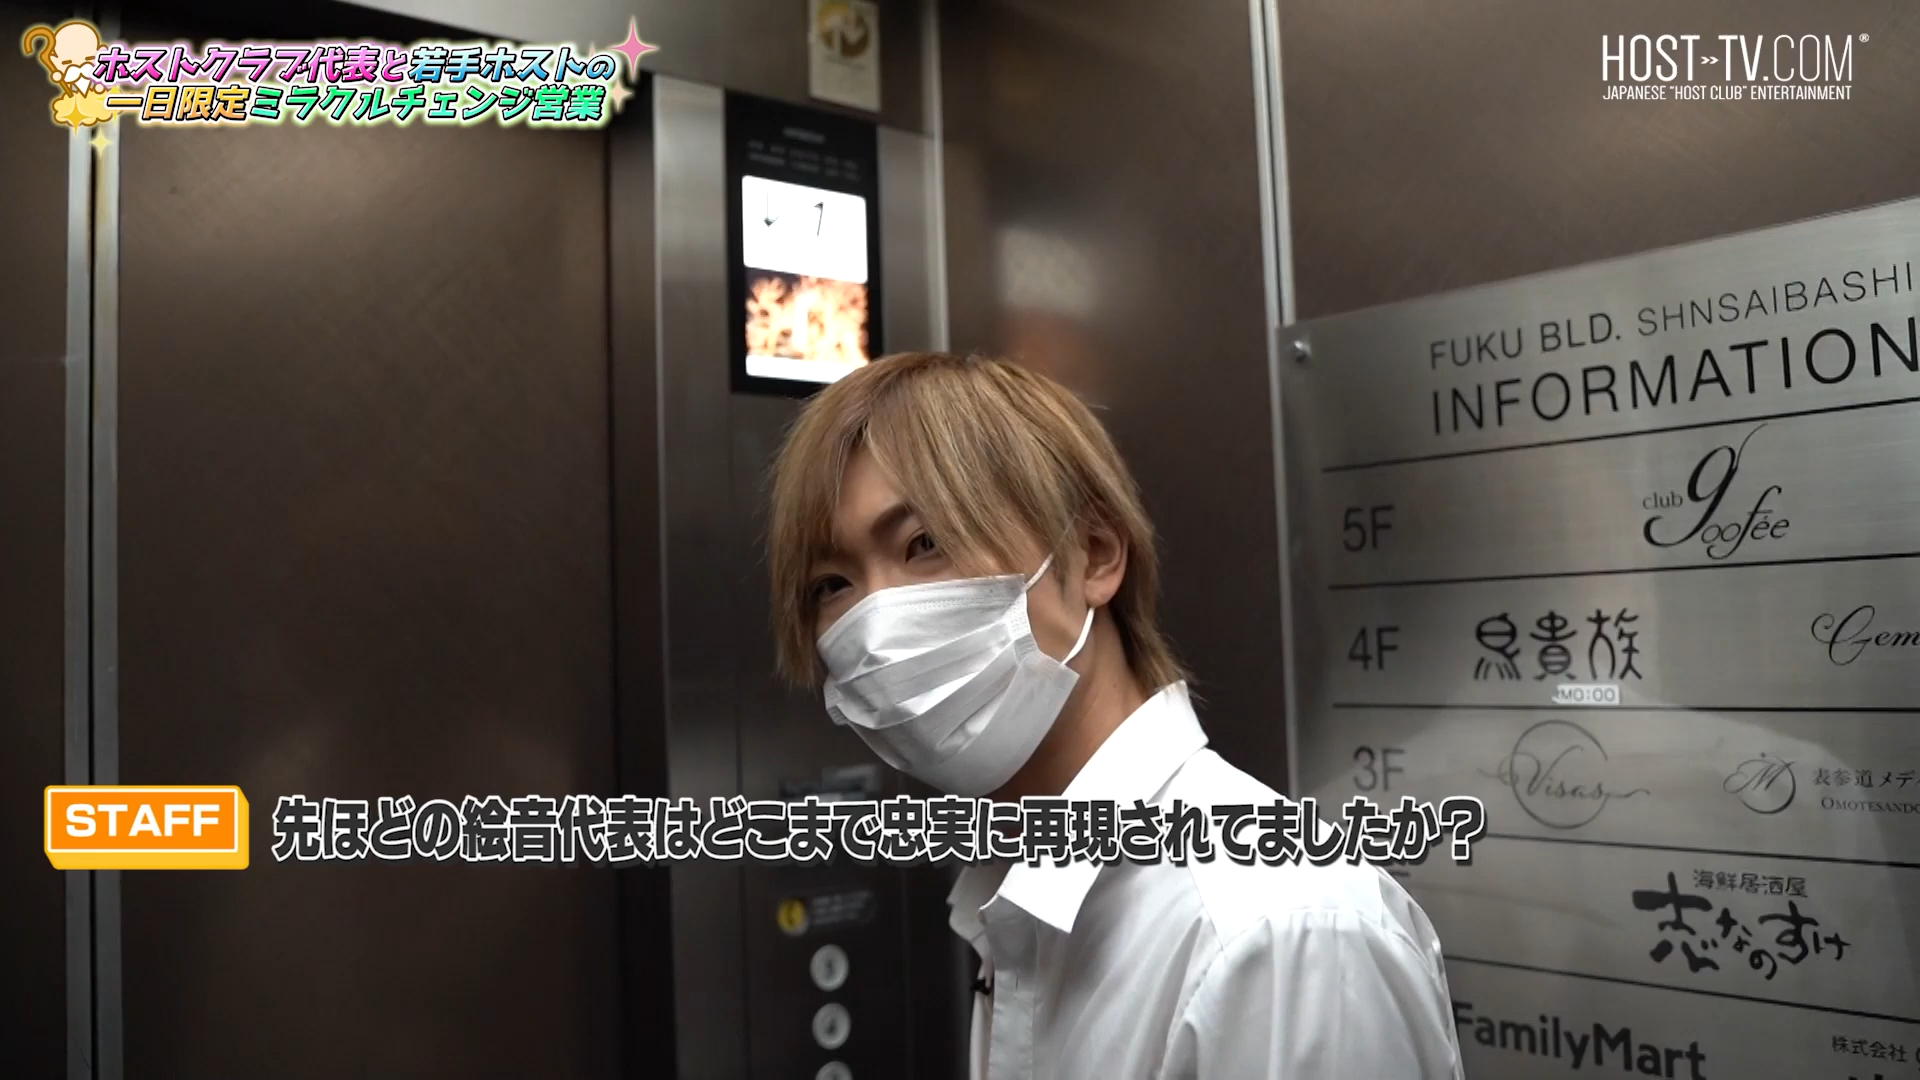 ホストクラブ代表と若手ホストの
一日限定ミラクルチェンジ営業
HOST TV.COM®
JAPANESE "HOST CLUB" ENTERTAINMENT
↓ 1
FUKU BLD. SHNSAIBASHI
INFORMATION
5F
club goofée
4F
鳥貴族
Gem
3F
Visas
表参道メデ
OMOTESANDO
海鮮居酒屋
志なのすけ
FamilyMart
株式会社
STAFF
先ほどの絵音代表はどこまで忠実に再現されてましたか？